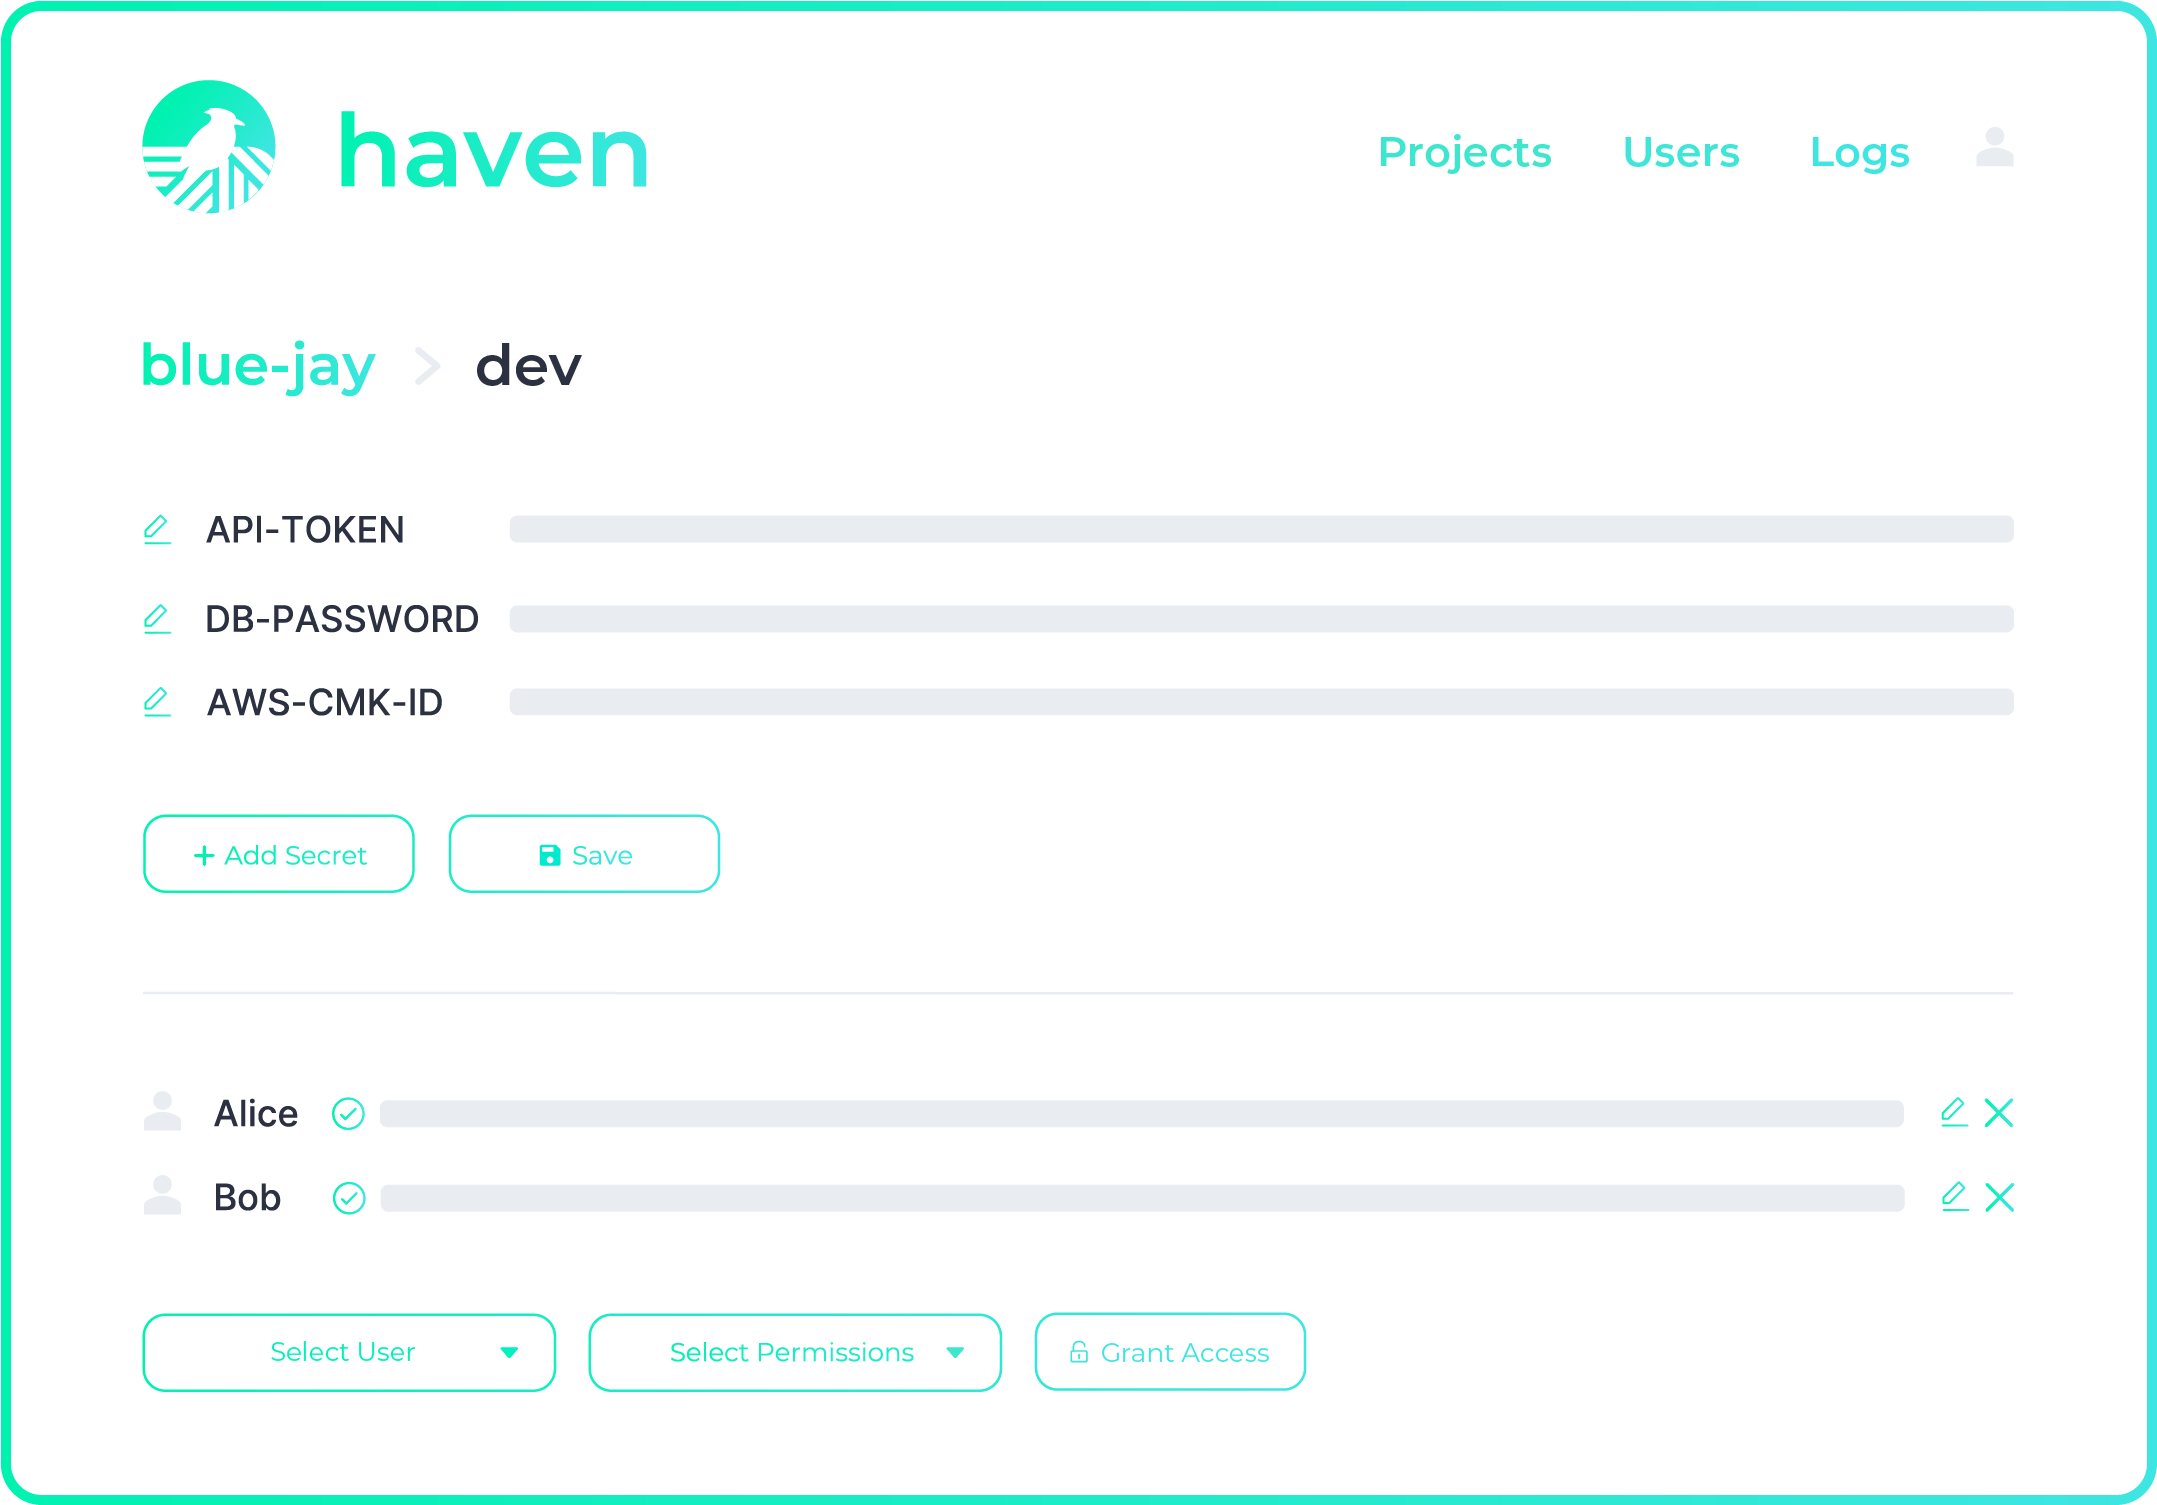 haven
Projects Users Logs
blue-jay > dev
API-TOKEN
DB-PASSWORD
AWS-CMK-ID
+ Add Secret Save
Alice
Bob
Select User Select Permissions Grant Access